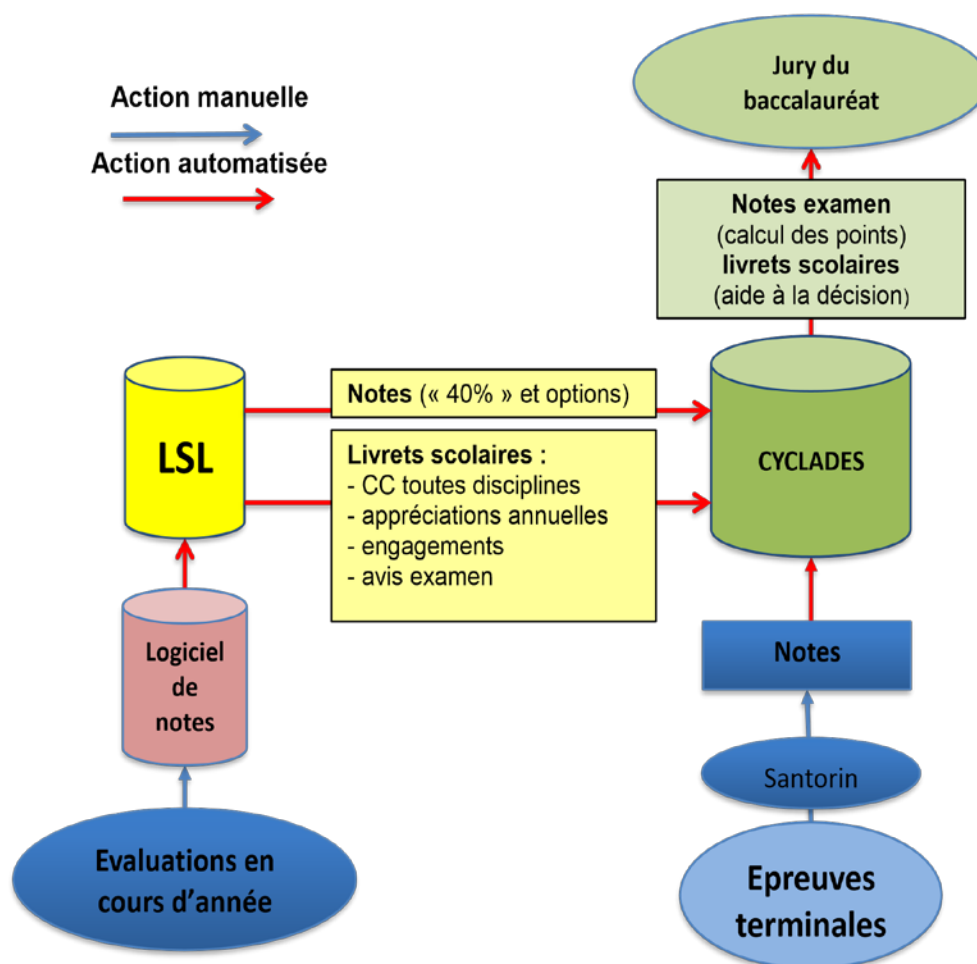 Action manuelle
Action automatisée
Jury du
baccalauréat
Notes examen
(calcul des points)
livrets scolaires
(aide à la décision)
LSL
Notes (« 40% » et options)
Livrets scolaires :
- CC toutes disciplines
- appréciations annuelles
- engagements
- avis examen
CYCLADES
Logiciel
de
notes
Notes
Santorin
Evaluations en
cours d'année
Epreuves
terminales